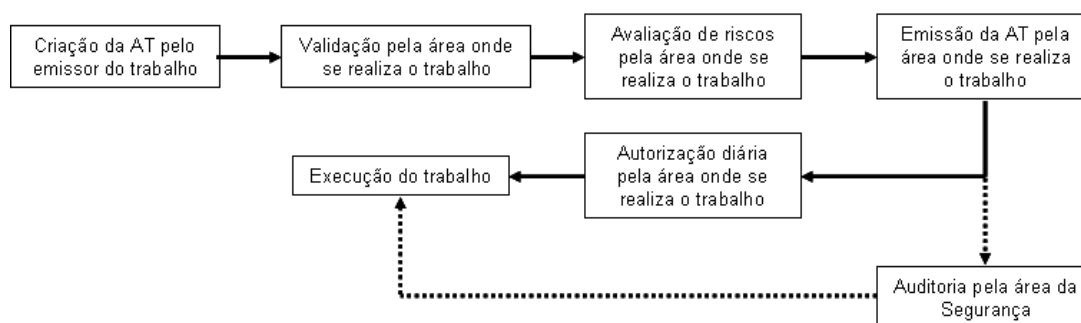 Criação da AT pelo
emissor do trabalho
Validação pela área onde
se realiza o trabalho
Avaliação de riscos
pela área onde se
realiza o trabalho
Emissão da AT pela
área onde se realiza
o trabalho
Execução do trabalho
Autorização diária
pela área onde se
realiza o trabalho
Auditoria pela área da
Segurança